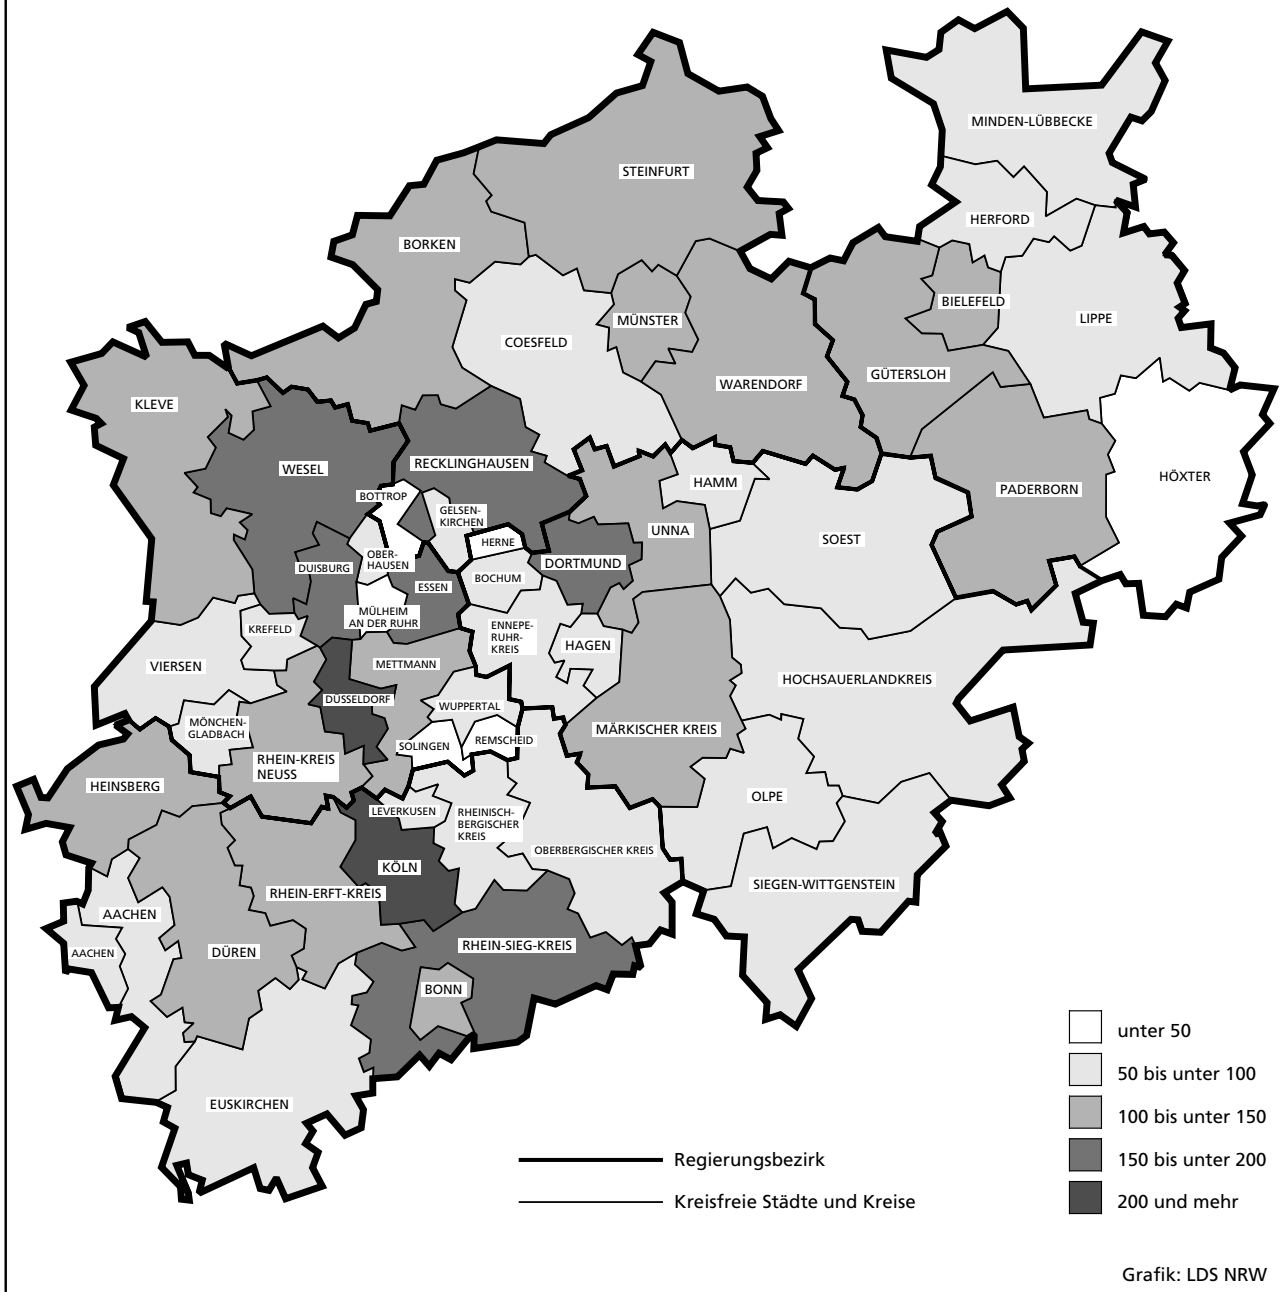 MINDEN-LÜBBECKE
STEINFURT
HERFORD
BORKEN
BIELEFELD
MÜNSTER
LIPPE
COESFELD
GÜTERSLOH
WARENDORF
KLEVE
RECKLINGHAUSEN
WESEL
HÖXTER
HAMM
PADERBORN
BOTTROP
GELSEN-
KIRCHEN
UNNA
SOEST
HERNE
OBER-
HAUSEN
DORTMUND
DUISBURG
BOCHUM
ESSEN
MÜLHEIM
AN DER RUHR
KREFELD
ENNEPE-
RUHR-
KREIS
HAGEN
VIERSEN
METTMANN
HOCHSAUERLANDKREIS
DÜSSELDORF
WUPPERTAL
MÖNCHEN-
GLADBACH
MÄRKISCHER KREIS
SOLINGEN
REMSCHEID
RHEIN-KREIS
NEUSS
HEINSBERG
OLPE
LEVERKUSEN
RHEINISCH-
BERGISCHER
KREIS
OBERBERGISCHER KREIS
KÖLN
SIEGEN-WITTGENSTEIN
RHEIN-ERFT-KREIS
AACHEN
RHEIN-SIEG-KREIS
DÜREN
AACHEN
BONN
EUSKIRCHEN
unter 50
50 bis unter 100
100 bis unter 150
150 bis unter 200
200 und mehr
Regierungsbezirk
Kreisfreie Städte und Kreise
Grafik: LDS NRW